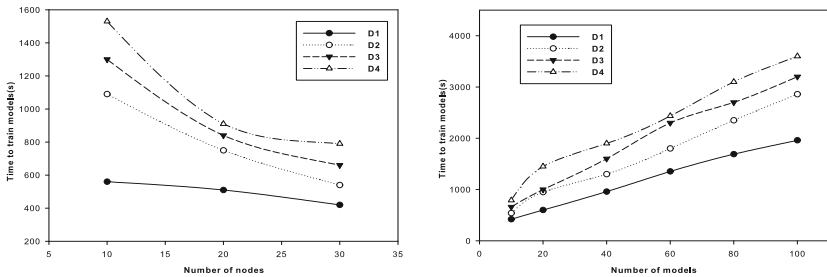 1600
1400
1200
1000
800
600
400
200
5
10
15
20
25
30
35
Time to train models(s)
Number of nodes
D1
D2
D3
D4
4000
3000
2000
1000
0
20
40
60
80
100
Time to train models(s)
Number of models
D1
D2
D3
D4